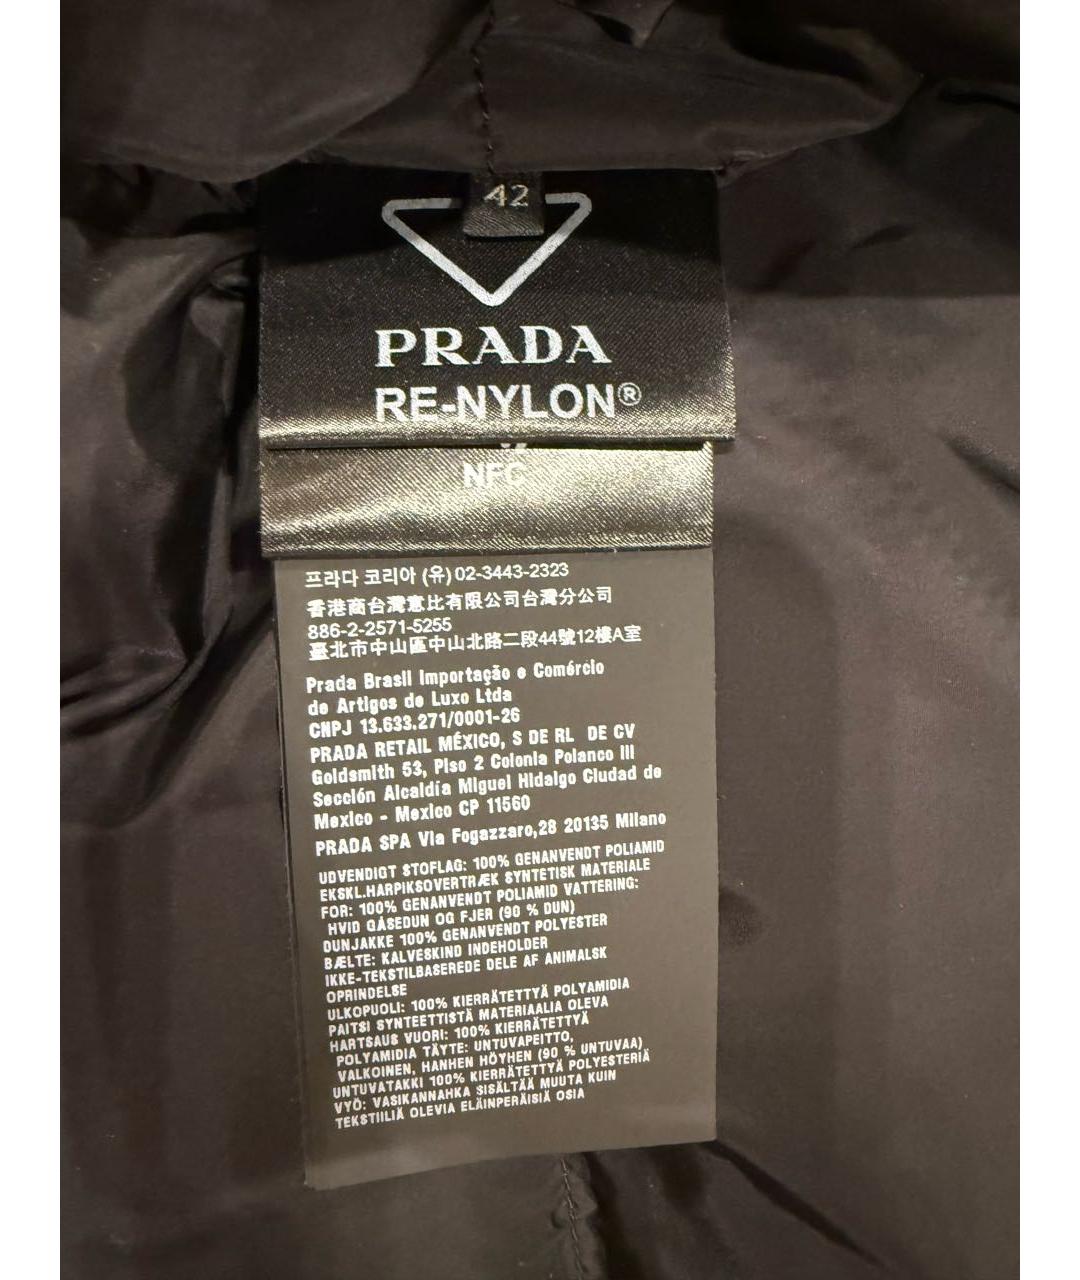 42
PRADA
RE-NYLON®
NFC
프라다 코리아 (유) 02-3443-2323
香港商台灣意比有限公司台灣分公司
886-2-2571-5255
臺北市中山區中山北路二段44號12樓A室
Prada Brasil Importação e Comércio
de Artigos de Luxo Ltda
CNPJ 13.633.271/0001-26
PRADA RETAIL MÉXICO, S DE RL DE CV
Goldsmith 53, Piso 2 Colonia Polanco III
Sección Alcaldía Miguel Hidalgo Ciudad de
Mexico - Mexico CP 11560
PRADA SPA Via Fogazzaro,28 20135 Milano
UDVENDIGT STOFLAG: 100% GENANVENDT POLIAMID
EKSKL.HARPIKSOVERTRÆK SYNTETISK MATERIALE
FOR: 100% GENANVENDT POLIAMID VATTERING:
HVID GÅSEDUN OG FJER (90 % DUN)
DUNJAKKE 100% GENANVENDT POLYESTER
BÆLTE: KALVESKIND INDEHOLDER
IKKE-TEKSTILBASEREDE DELE AF ANIMALSK
OPRINDELSE
ULKOPUOLI: 100% KIERRÄTETTYÄ POLYAMIDIA
PAITSI SYNTEETTISTÄ MATERIAALIA OLEVA
HARTSAUS VUORI: 100% KIERRÄTETTYÄ
POLYAMIDIA TÄYTE: UNTUVAPEITTO,
VALKOINEN, HANHEN HÖYHEN (90 % UNTUVAA)
UNTUVATAKKI 100% KIERRÄTETTYÄ POLYESTERIÄ
VYÖ: VASIKANNAHKA SISÄLTÄÄ MUUTA KUIN
TEKSTIILIÄ OLEVIA ELÄINPERÄISIÄ OSIA